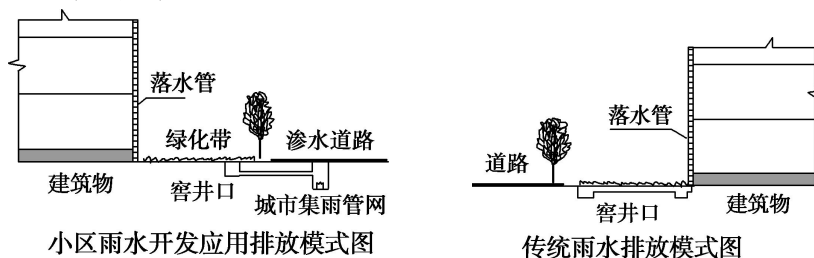 落水管
绿化带
渗水道路
建筑物
窖井口
城市集雨管网
小区雨水开发应用排放模式图
落水管
道路
窖井口
建筑物
传统雨水排放模式图